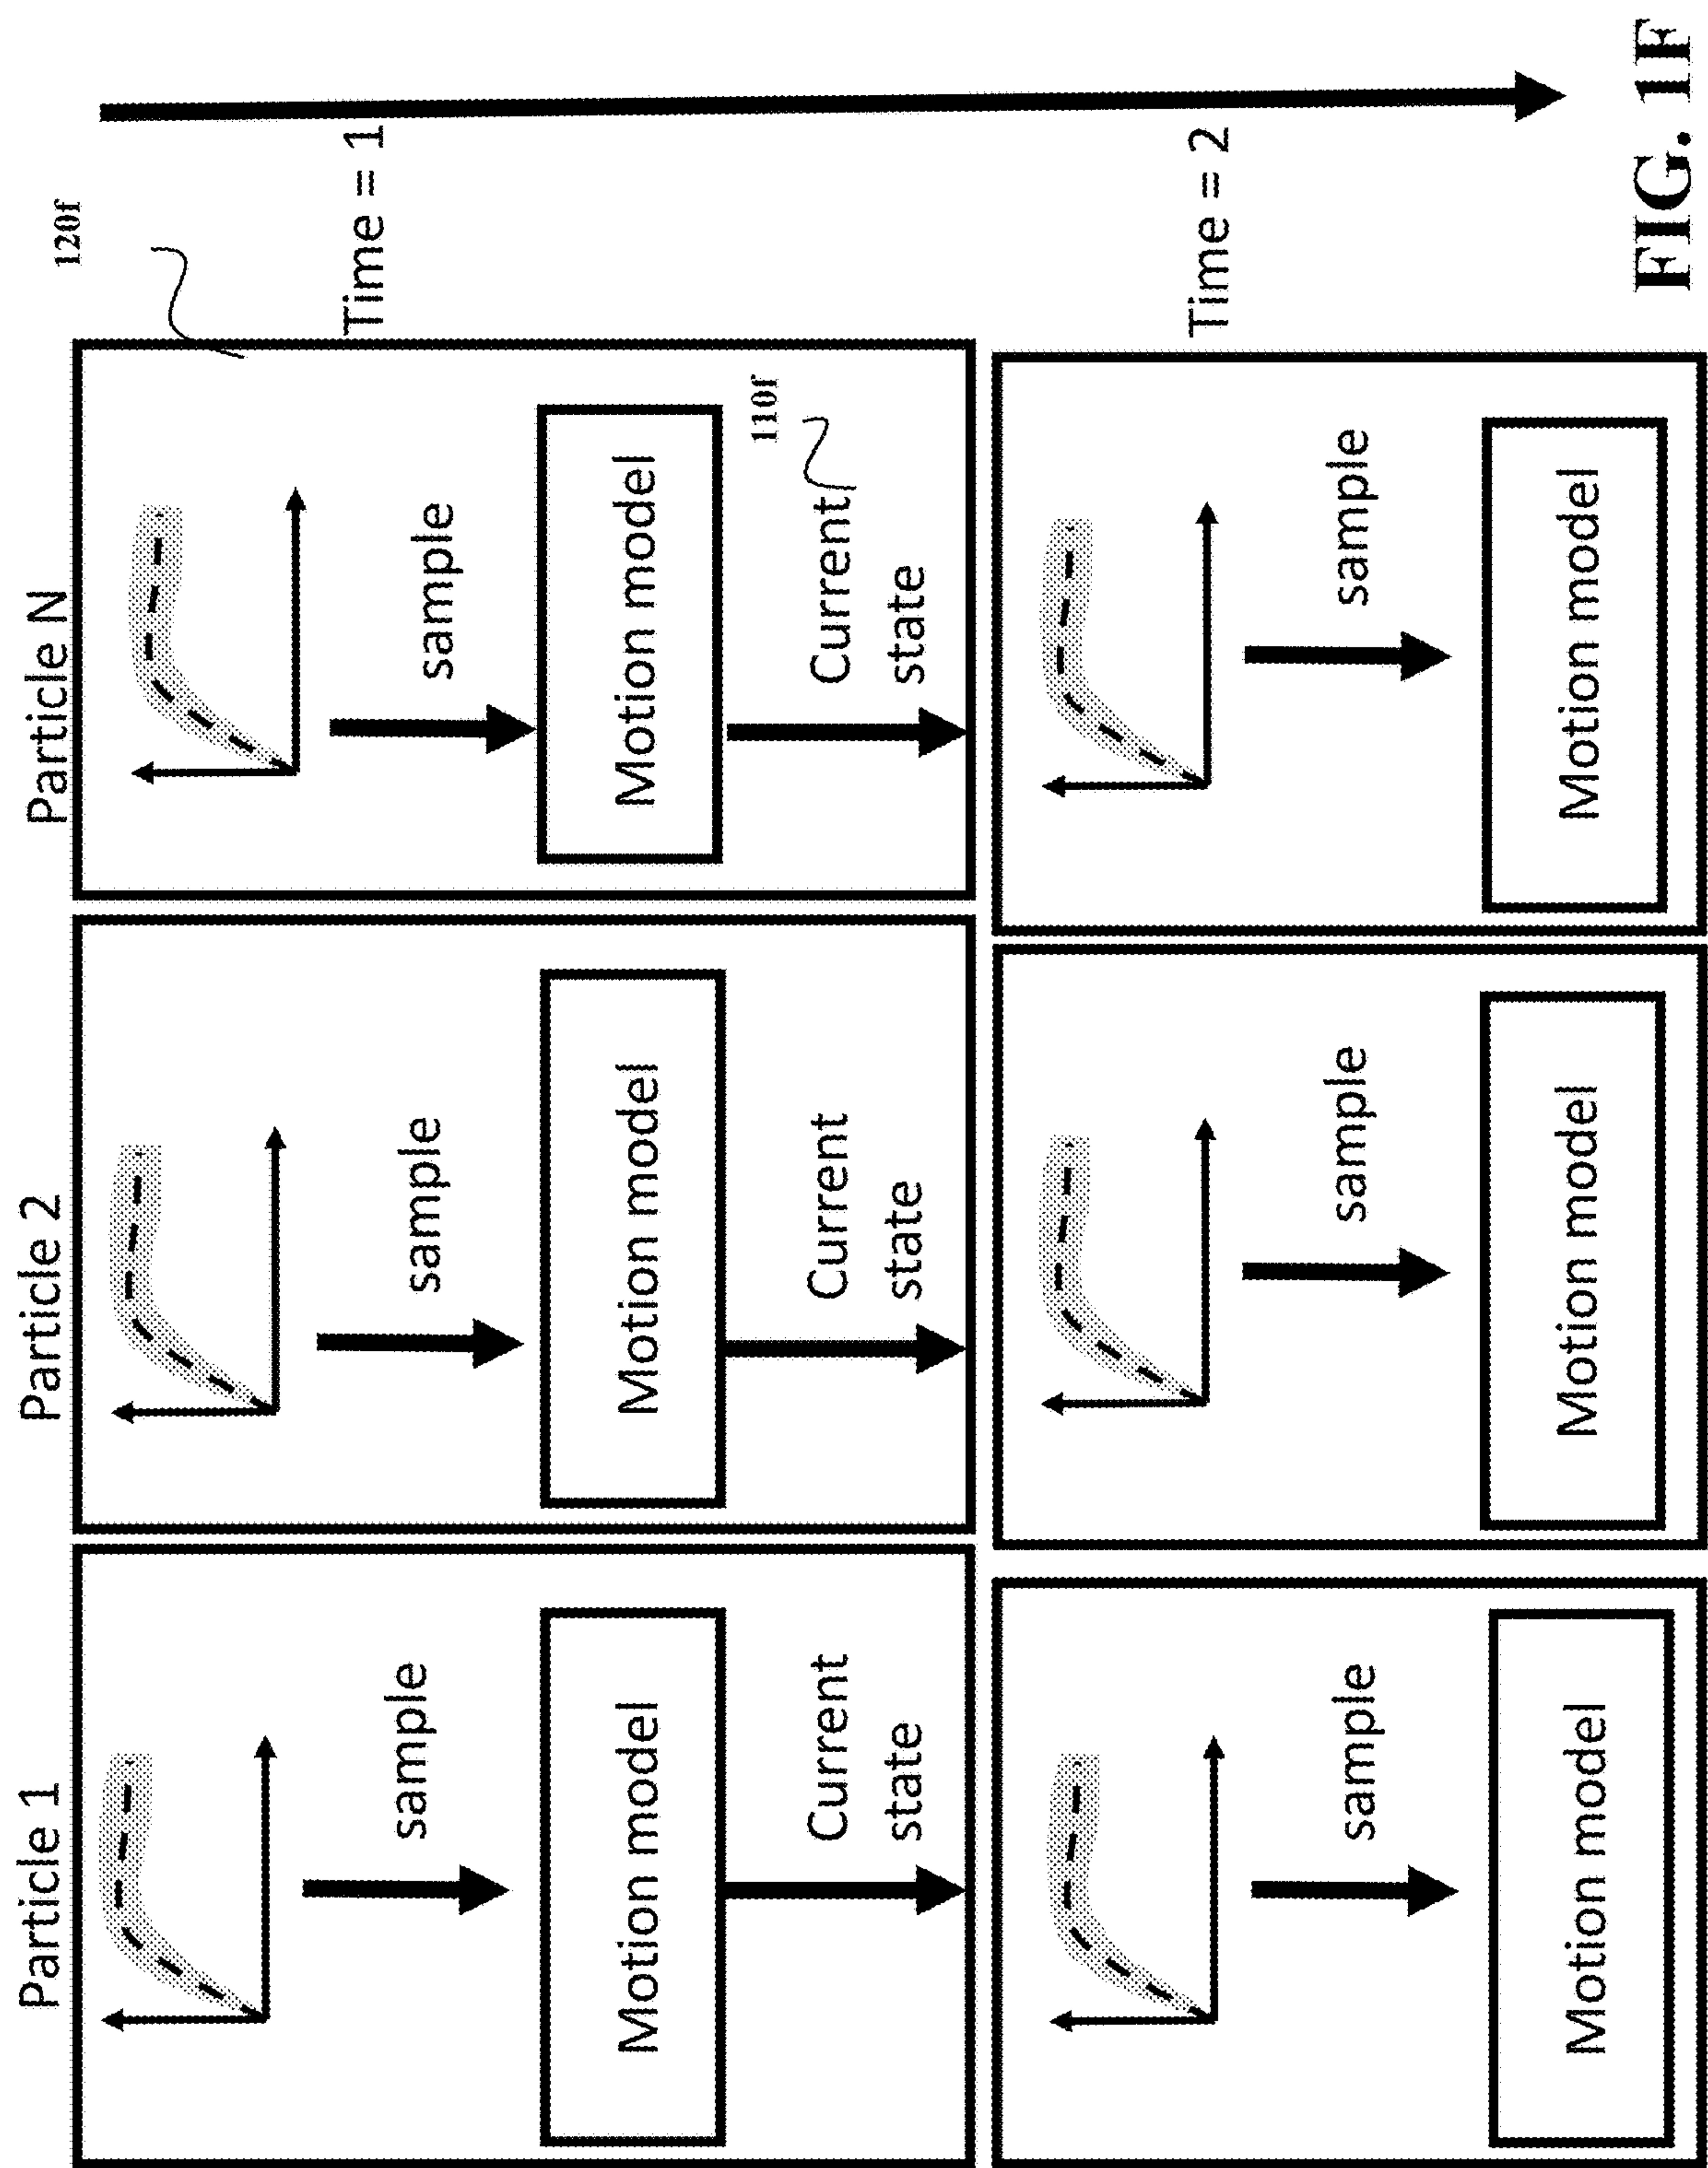 Particle 1
Particle 2
Particle N
120f
Time = 1
sample
sample
sample
Motion model
Motion model
Motion model
110f
Current
state
Current
state
Current
state
Time = 2
sample
sample
sample
Motion model
Motion model
Motion model
FIG. 1F